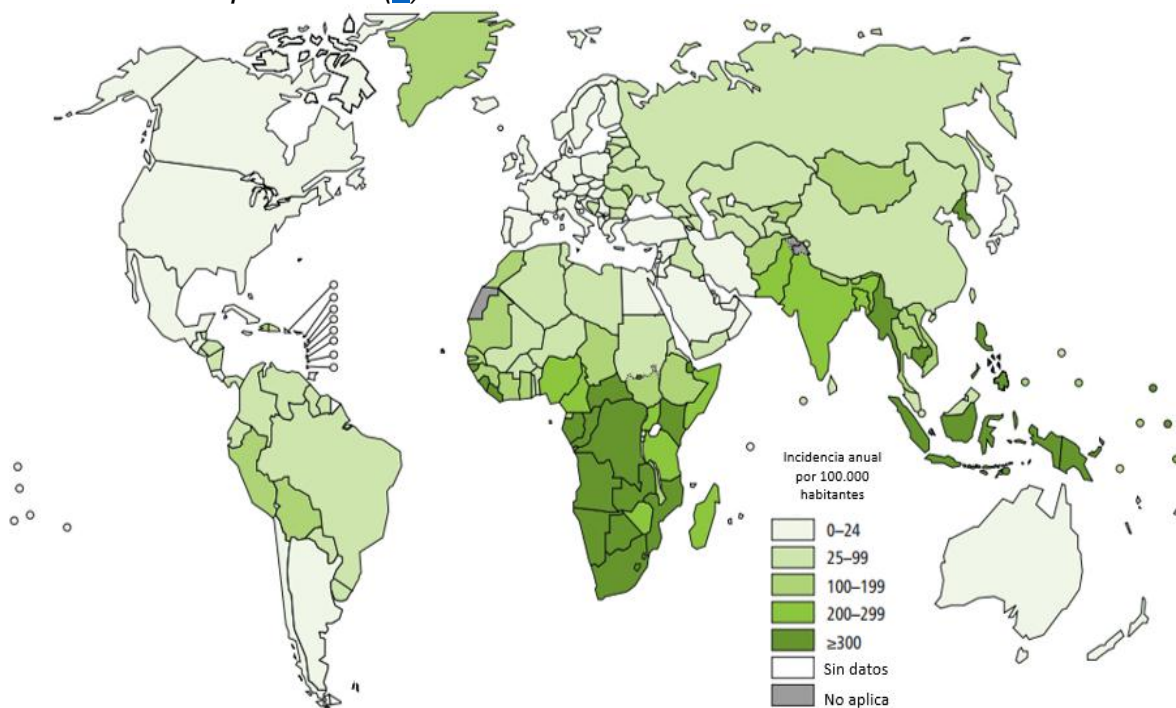 Incidencia anual
por 100.000
habitantes
0–24
25–99
100–199
200–299
≥300
Sin datos
No aplica